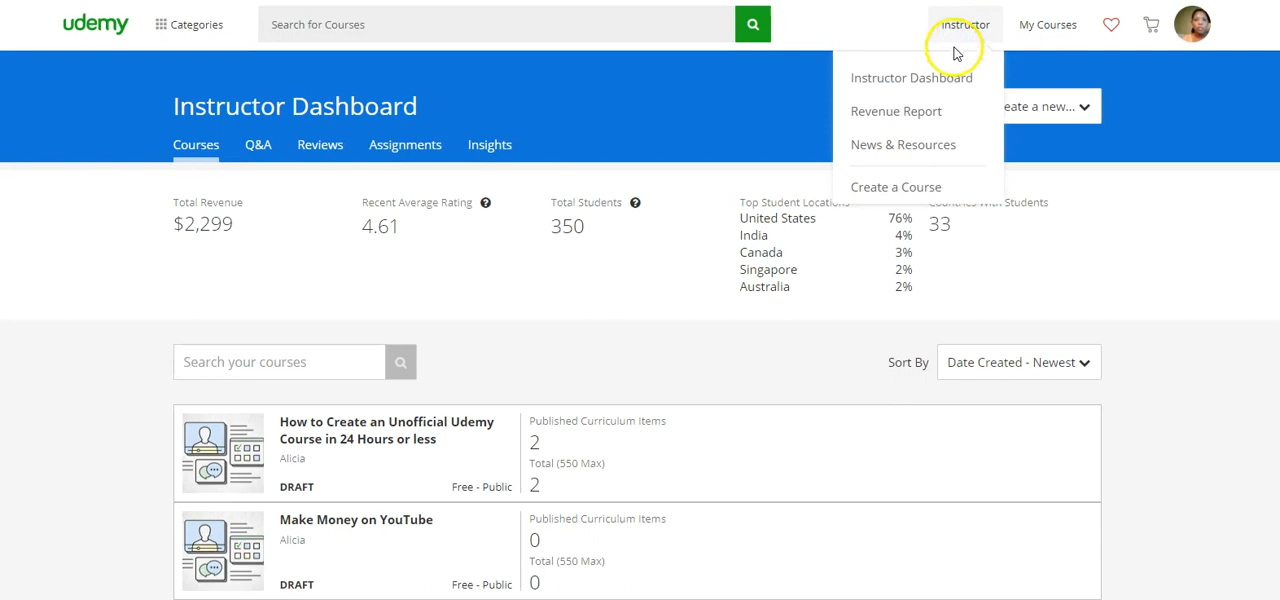 udemy
Categories
Search for Courses
Instructor
My Courses
Instructor Dashboard
Revenue Report
News & Resources
Create a Course
Instructor Dashboard
eate a new...
Courses
Q&A
Reviews
Assignments
Insights
Total Revenue
$2,299
Recent Average Rating ?
4.61
Total Students ?
350
Top Student Locations
United States 76%
India 4%
Canada 3%
Singapore 2%
Australia 2%
Countries With Students
33
Search your courses
Sort By
Date Created - Newest
How to Create an Unofficial Udemy
Course in 24 Hours or less
Alicia
DRAFT
Free - Public
Published Curriculum Items
2
Total (550 Max)
2
Make Money on YouTube
Alicia
DRAFT
Free - Public
Published Curriculum Items
0
Total (550 Max)
0